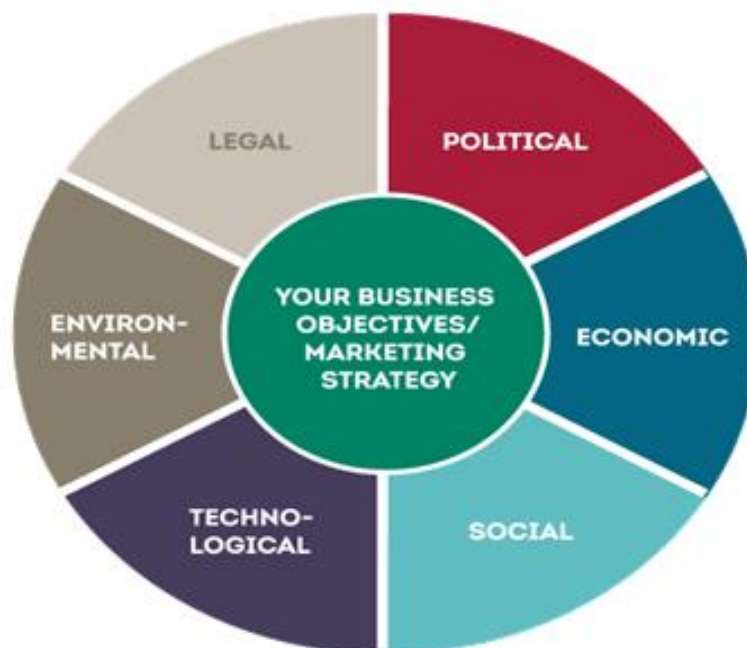 LEGAL
POLITICAL
ENVIRON-
MENTAL
YOUR BUSINESS
OBJECTIVES/
MARKETING
STRATEGY
ECONOMIC
TECHNO-
LOGICAL
SOCIAL